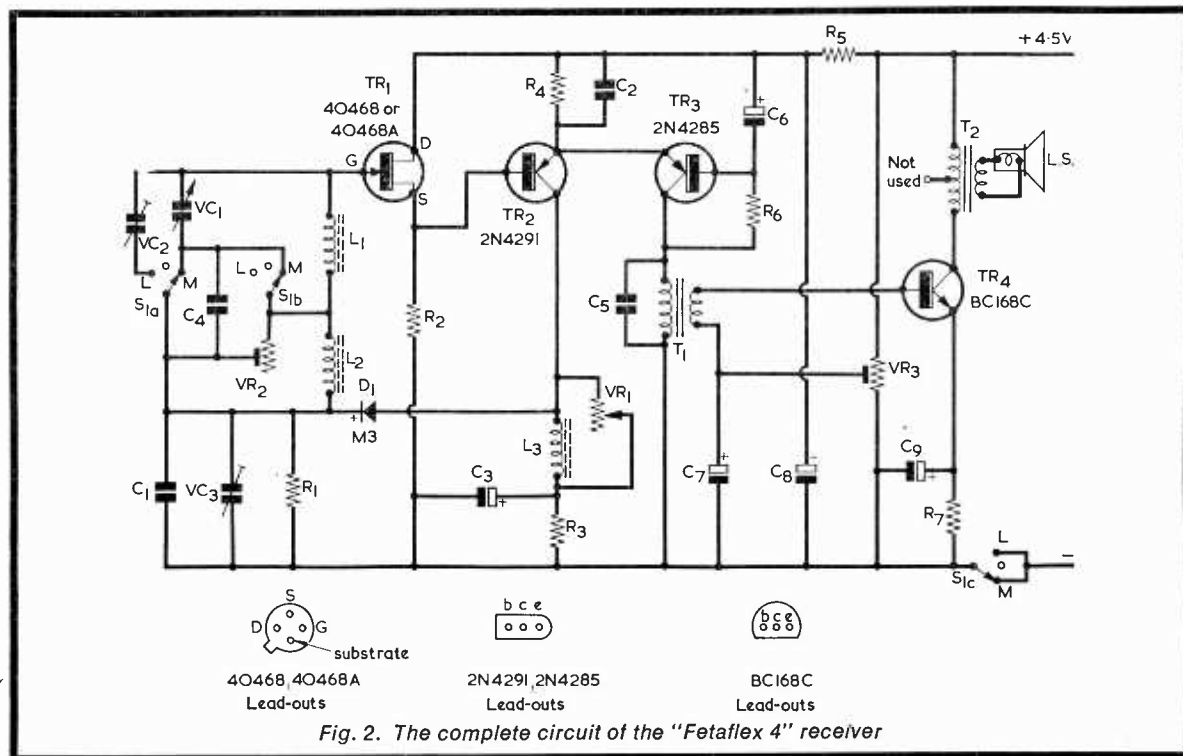 R5
+4·5V
R4
C2
TR1
40468 or
40468A
TR3
2N4285
C6
T2
D
G
S
Not
used
L.S.
VC1
VC2
TR2
2N4291
R6
L1
TR4
BC168C
L
M
L
M
S1a
C4
S1b
C5
T1
R2
VR2
L2
VR3
D1
VR1
M3
L3
C9
C1
VC3
R1
C3
C7
C8
R7
R3
L
S1c
M
+
-
S
D
G
substrate
40468, 40468A
Lead-outs
b c e
2N4291, 2N4285
Lead-outs
b c e
BC168C
Lead-outs
Fig. 2. The complete circuit of the "Fetaflex 4" receiver